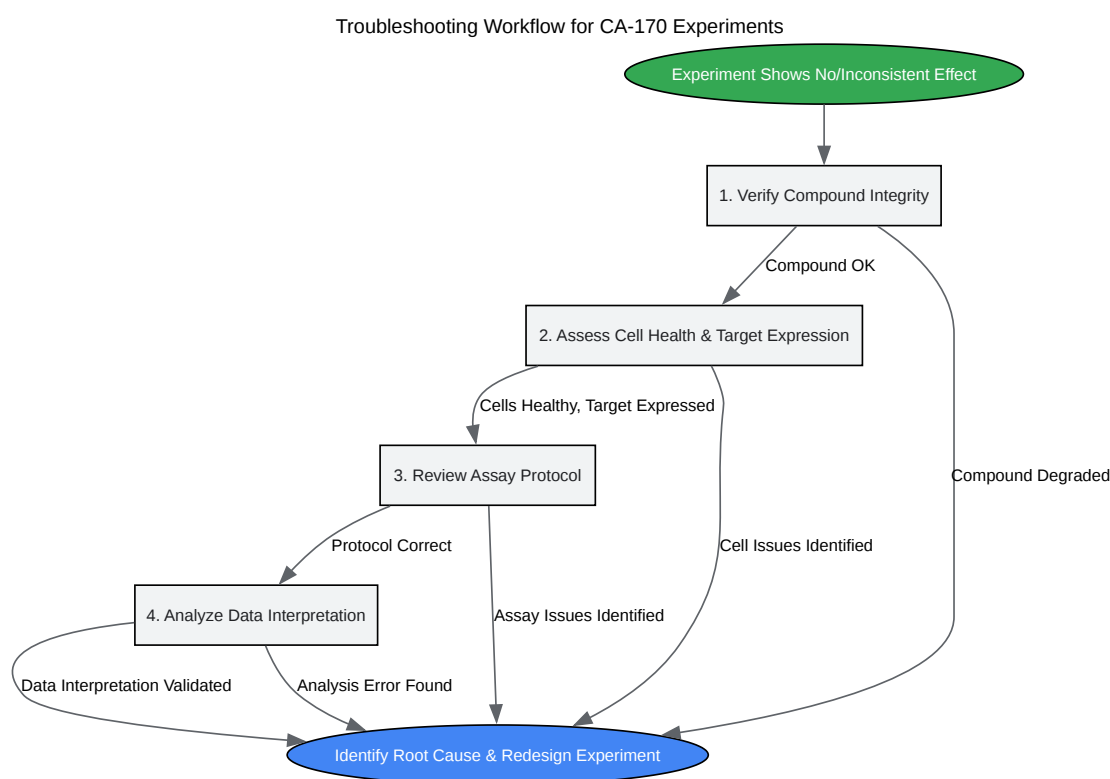 Troubleshooting Workflow for CA-170 Experiments
Experiment Shows No/Inconsistent Effect
1. Verify Compound Integrity
Compound OK
2. Assess Cell Health & Target Expression
Cells Healthy, Target Expressed
3. Review Assay Protocol
Compound Degraded
Protocol Correct
Cell Issues Identified
4. Analyze Data Interpretation
Assay Issues Identified
Data Interpretation Validated
Analysis Error Found
Identify Root Cause & Redesign Experiment